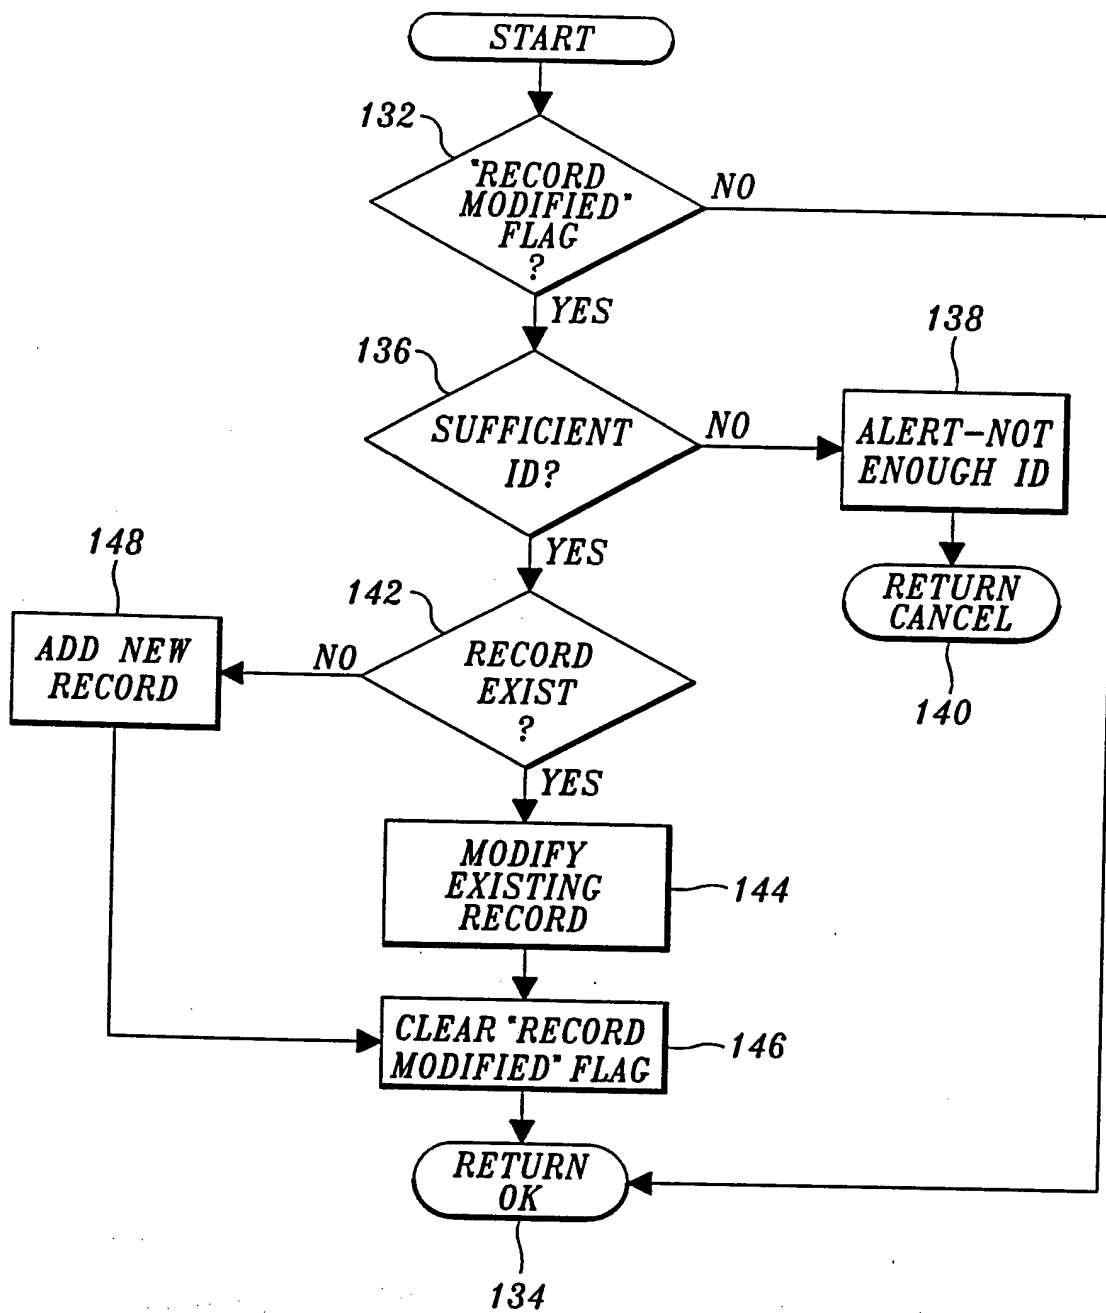 START
132
"RECORD
MODIFIED"
FLAG
?
NO
YES
136
SUFFICIENT
ID?
NO
138
ALERT-NOT
ENOUGH ID
YES
RETURN
CANCEL
140
148
ADD NEW
RECORD
142
NO
RECORD
EXIST
?
YES
MODIFY
EXISTING
RECORD
144
CLEAR "RECORD
MODIFIED" FLAG
146
RETURN
OK
134